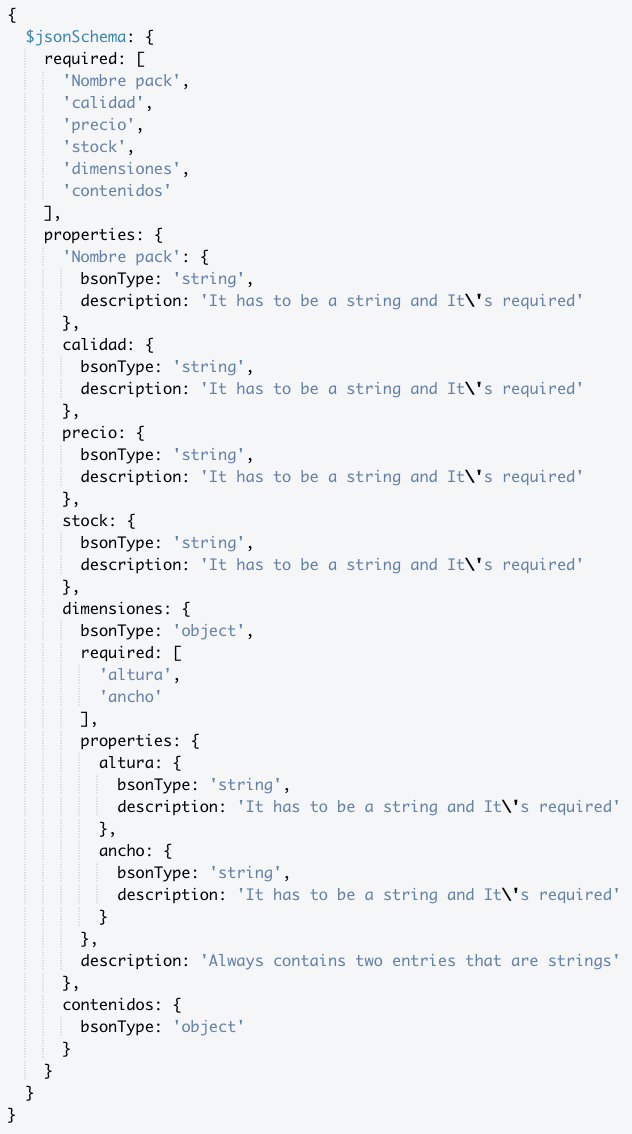 {
  $jsonSchema: {
    required: [
      'Nombre pack',
      'calidad',
      'precio',
      'stock',
      'dimensiones',
      'contenidos'
    ],
    properties: {
      'Nombre pack': {
        bsonType: 'string',
        description: 'It has to be a string and It\'s required'
      },
      calidad: {
        bsonType: 'string',
        description: 'It has to be a string and It\'s required'
      },
      precio: {
        bsonType: 'string',
        description: 'It has to be a string and It\'s required'
      },
      stock: {
        bsonType: 'string',
        description: 'It has to be a string and It\'s required'
      },
      dimensiones: {
        bsonType: 'object',
        required: [
          'altura',
          'ancho'
        ],
        properties: {
          altura: {
            bsonType: 'string',
            description: 'It has to be a string and It\'s required'
          },
          ancho: {
            bsonType: 'string',
            description: 'It has to be a string and It\'s required'
          }
        },
        description: 'Always contains two entries that are strings'
      },
      contenidos: {
        bsonType: 'object'
      }
    }
  }
}